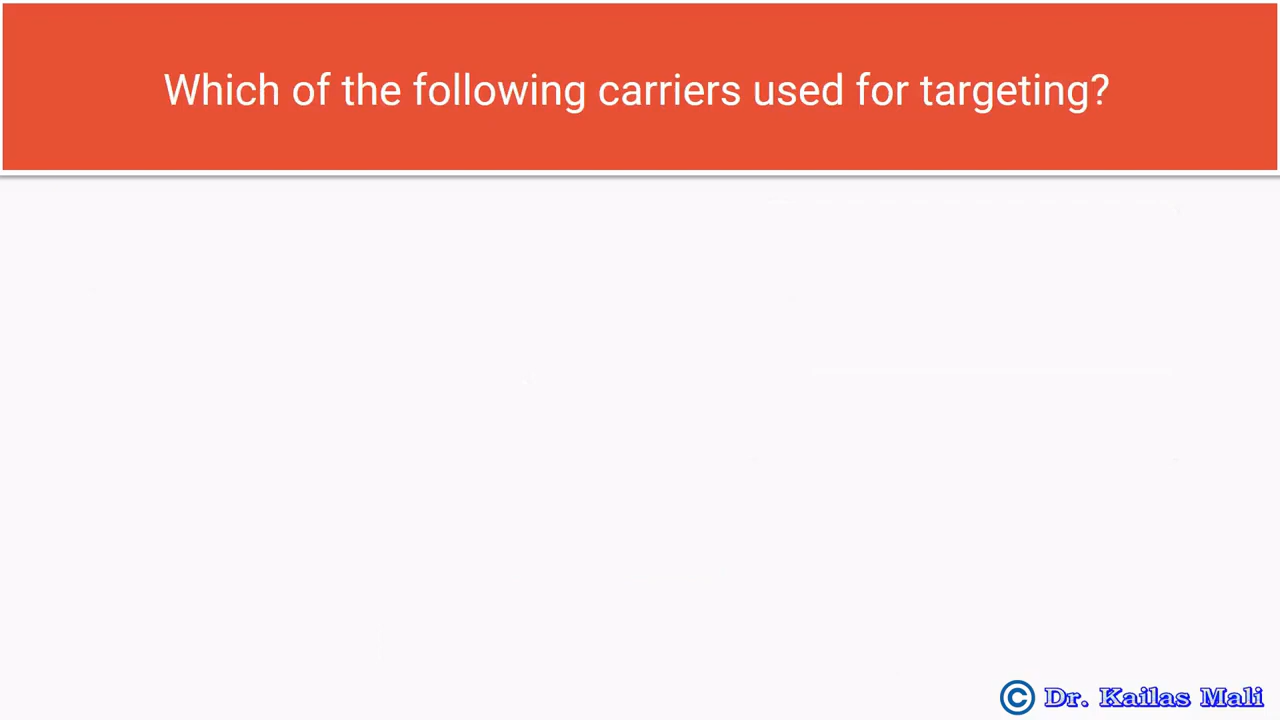 Which of the following carriers used for targeting?
© Dr. Kailas Mali